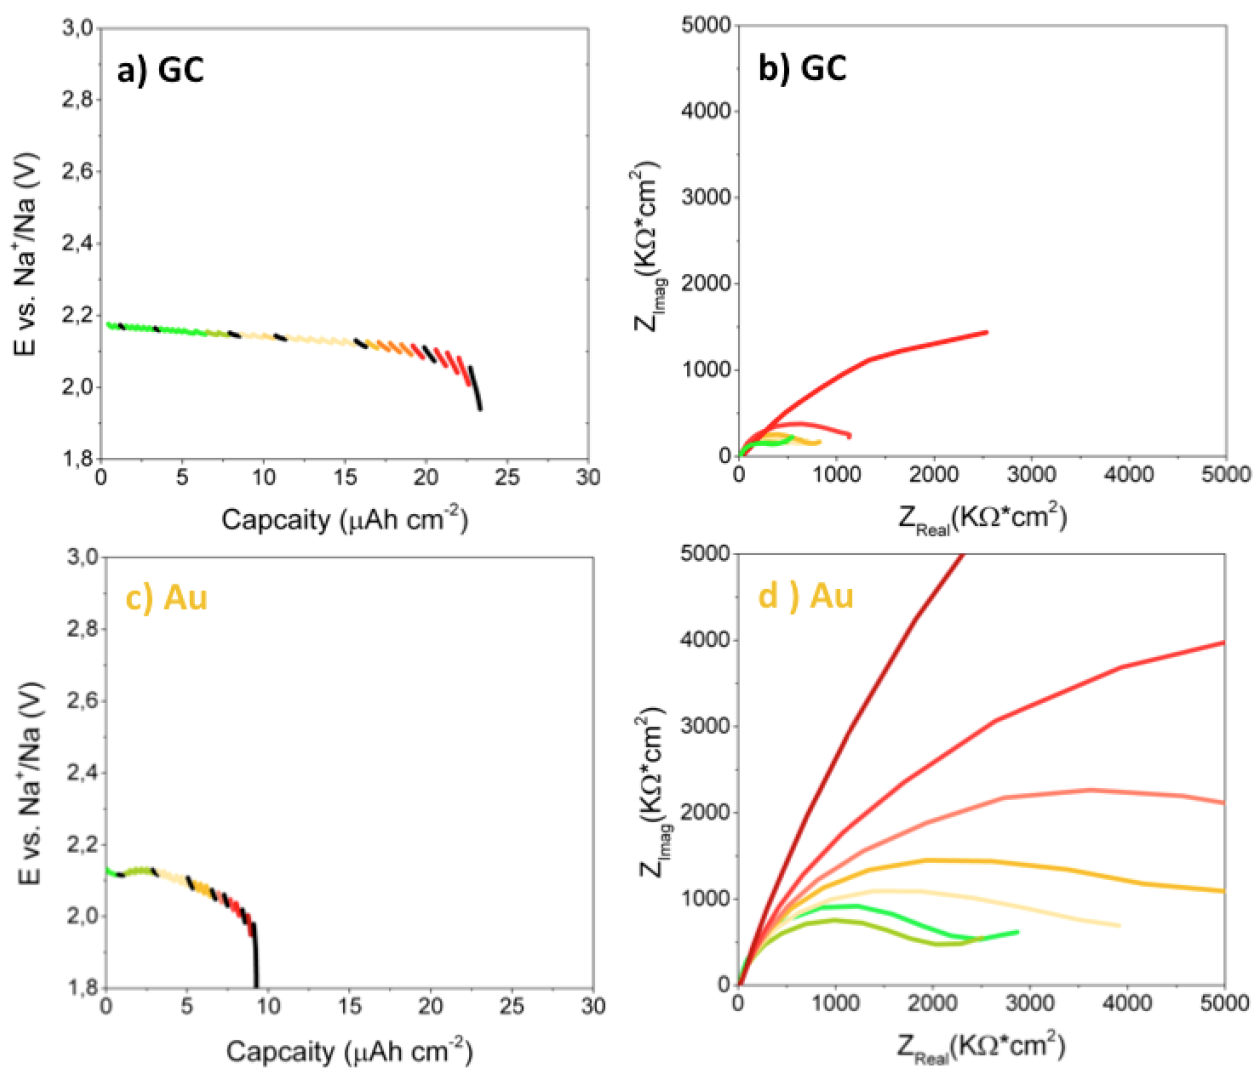 a) GC
E vs. Na⁺/Na (V)
3,0
2,8
2,6
2,4
2,2
2,0
1,8
0 5 10 15 20 25 30
Capcaity (μAh cm⁻²)
b) GC
Z_Imag(KΩ*cm²)
5000
4000
3000
2000
1000
0
0 1000 2000 3000 4000 5000
Z_Real(KΩ*cm²)
c) Au
E vs. Na⁺/Na (V)
3,0
2,8
2,6
2,4
2,2
2,0
1,8
0 5 10 15 20 25 30
Capcaity (μAh cm⁻²)
d ) Au
Z_Imag(KΩ*cm²)
5000
4000
3000
2000
1000
0
0 1000 2000 3000 4000 5000
Z_Real(KΩ*cm²)